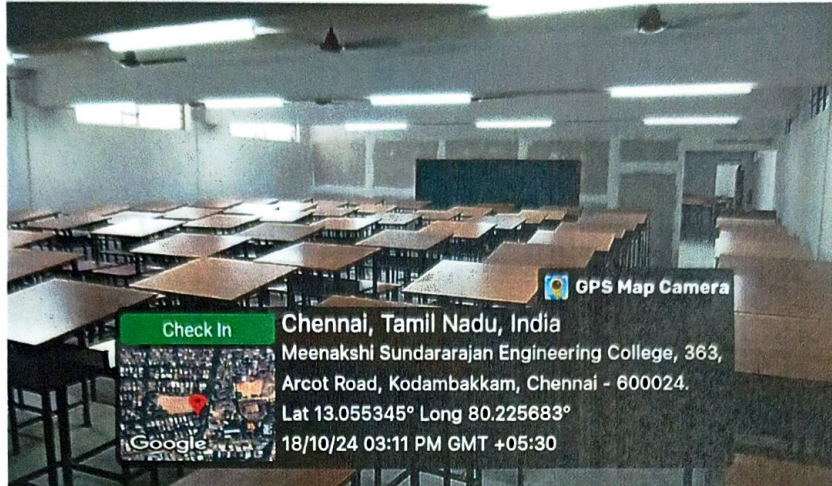 GPS Map Camera
Check In
Chennai, Tamil Nadu, India
Meenakshi Sundararajan Engineering College, 363,
Arcot Road, Kodambakkam, Chennai - 600024.
Lat 13.055345° Long 80.225683°
18/10/24 03:11 PM GMT +05:30
Google